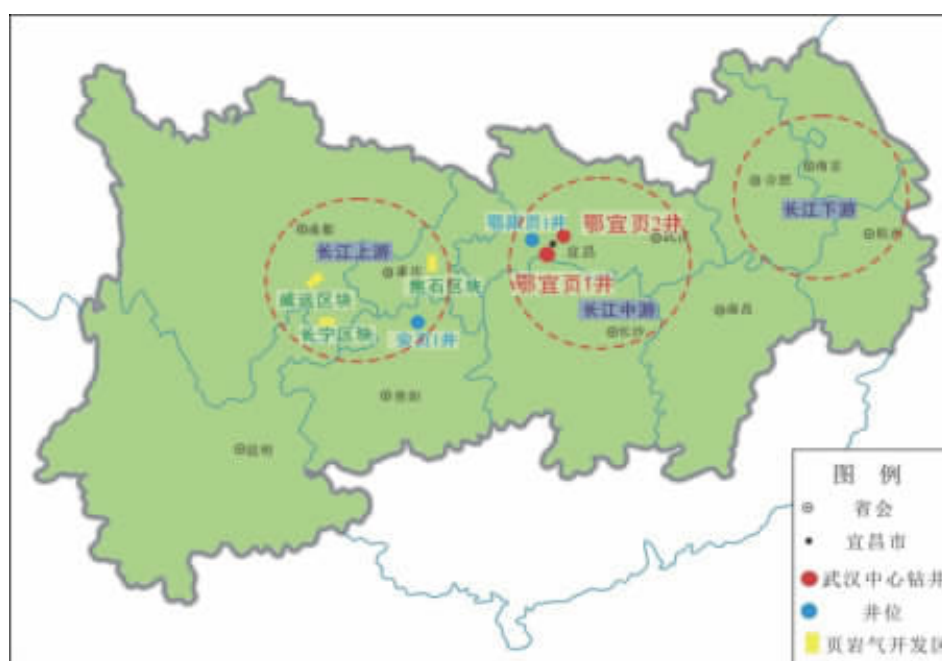 南京
合肥
长江下游
杭州
鄂阳页1井
鄂宜页2井
武汉
宜昌
成都
长江上游
重庆
焦石区块
鄂宜页1井
威远区块
长江中游
南昌
长宁区块
安页1井
长沙
贵阳
昆明
图 例
省会
宜昌市
武汉中心钻井
井位
页岩气开发区